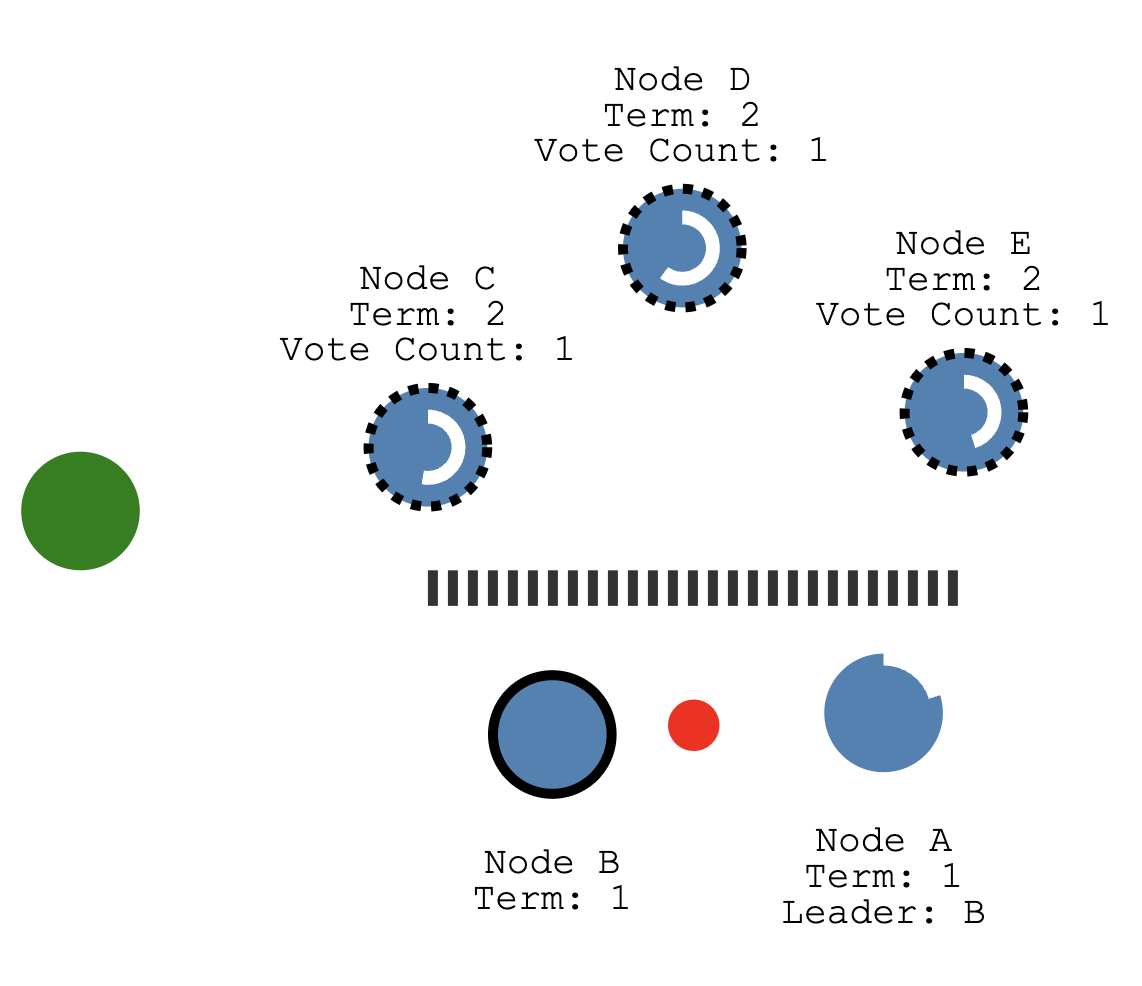 Node D
Term: 2
Vote Count: 1
Node E
Term: 2
Vote Count: 1
Node C
Term: 2
Vote Count: 1
Node B
Term: 1
Node A
Term: 1
Leader: B